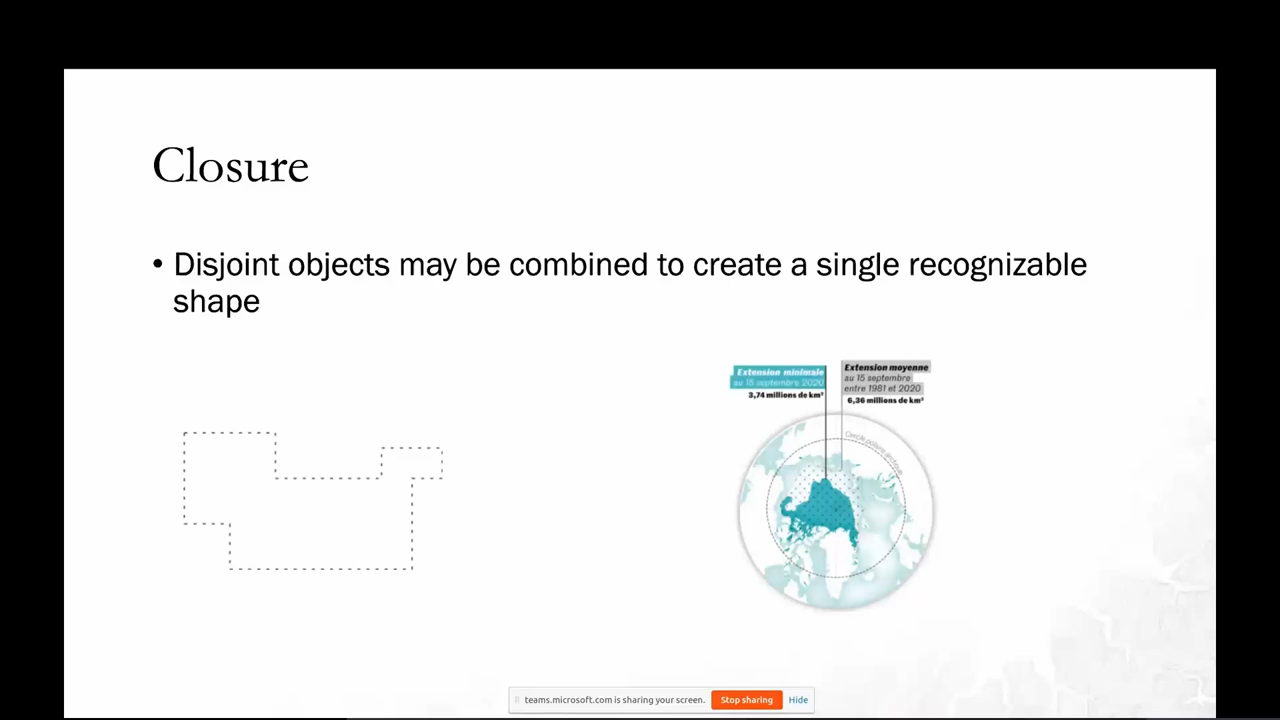 Closure
• Disjoint objects may be combined to create a single recognizable
shape
Extension minimale
au 15 septembre 2020
3,74 millions de km²
Extension moyenne
au 15 septembre
entre 1981 et 2020
6,36 millions de km²
Cercle polaire arctique
teams.microsoft.com is sharing your screen.
Stop sharing
Hide